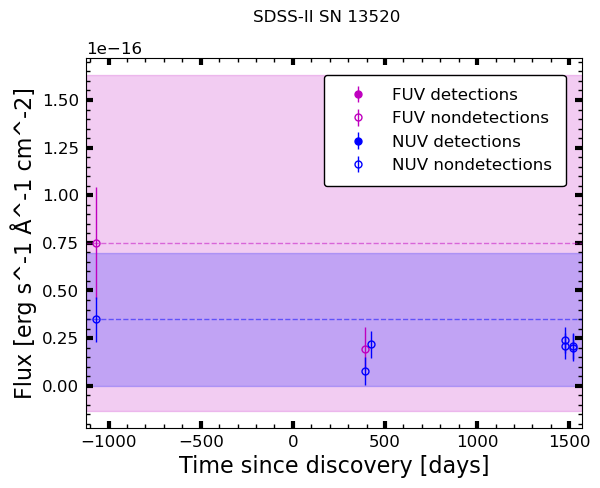 SDSS-II SN 13520
1e−16
FUV detections
FUV nondetections
NUV detections
NUV nondetections
1.50
1.25
1.00
0.75
0.50
0.25
0.00
Flux [erg s^-1 Å^-1 cm^-2]
−1000 −500 0 500 1000 1500
Time since discovery [days]